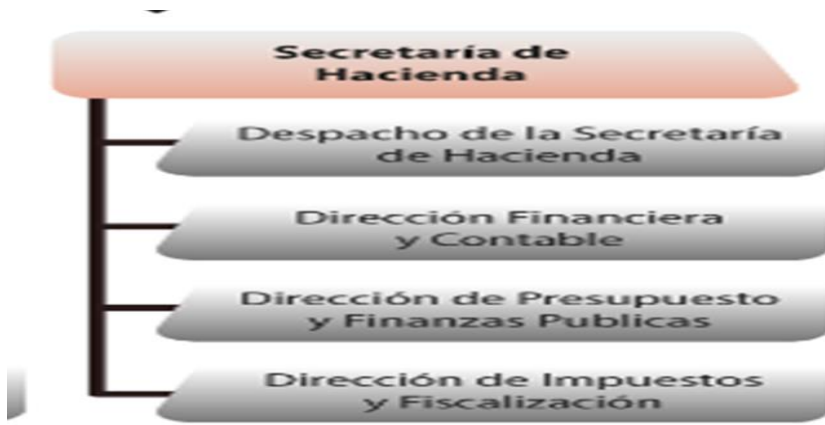 Secretaría de
Hacienda
Despacho de la Secretaría
de Hacienda
Dirección Financiera
y Contable
Dirección de Presupuesto
y Finanzas Publicas
Dirección de Impuestos
y Fiscalización